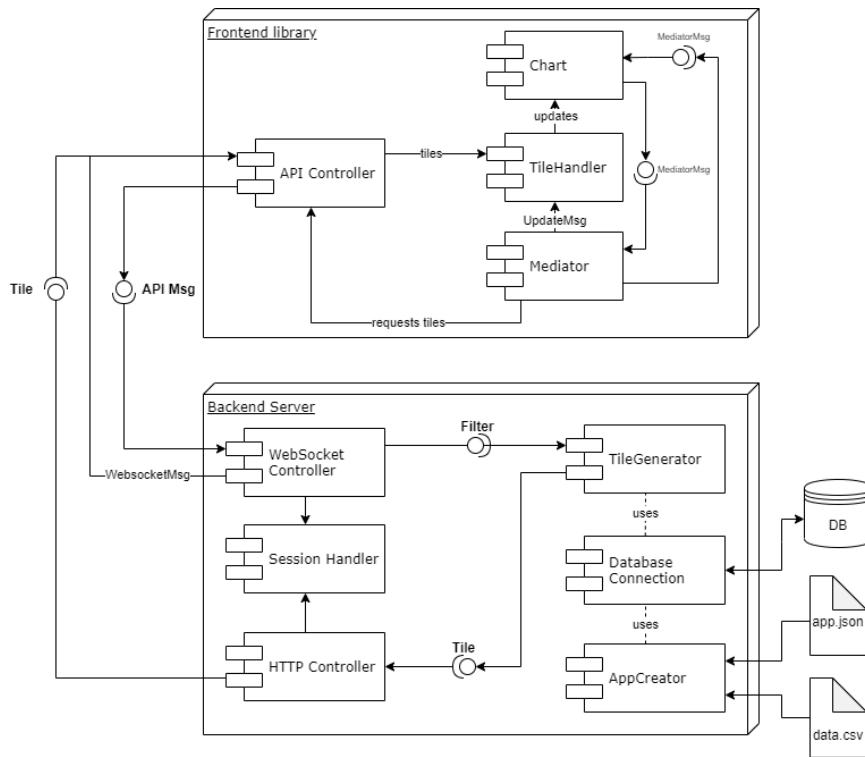 Frontend library
MediatorMsg
Chart
updates
API Controller
tiles
TileHandler
MediatorMsg
UpdateMsg
Mediator
Tile
API Msg
requests tiles
Backend Server
Filter
WebSocket
Controller
TileGenerator
WebsocketMsg
uses
DB
Session Handler
Database
Connection
app.json
uses
Tile
HTTP Controller
AppCreator
data.csv